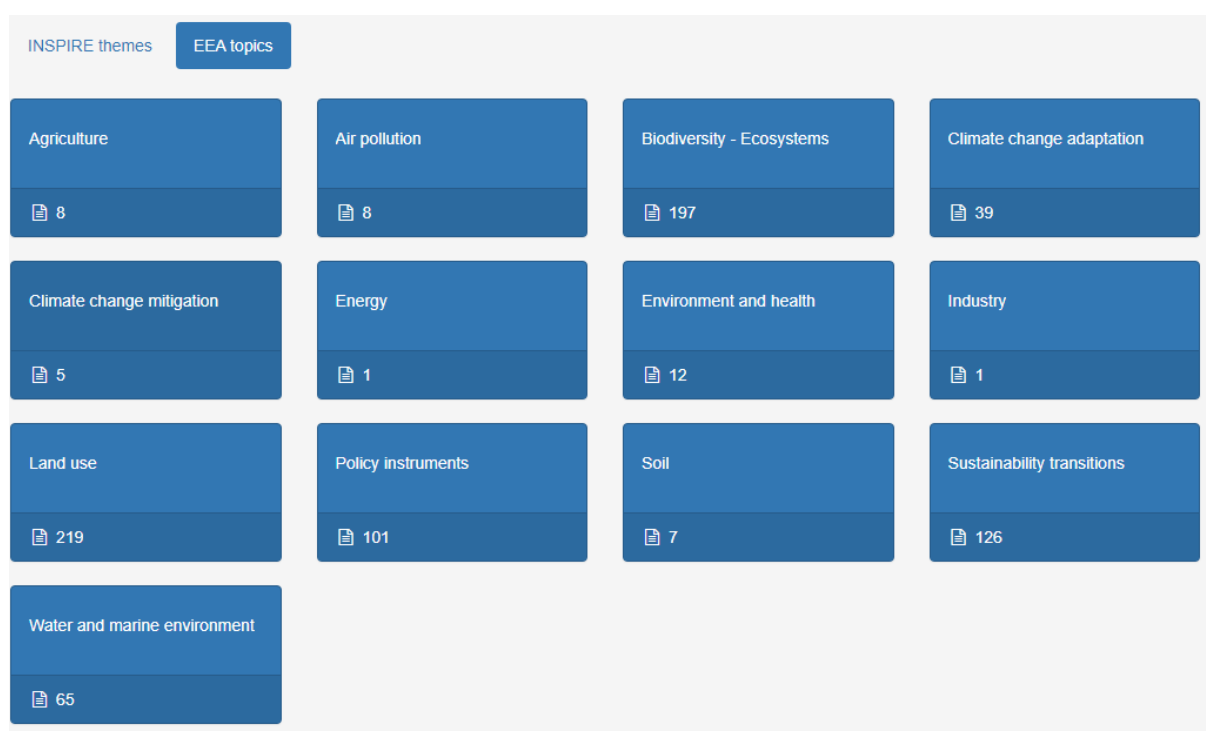 INSPIRE themes EEA topics
Agriculture Air pollution Biodiversity - Ecosystems Climate change adaptation
8 8 197 39
Climate change mitigation Energy Environment and health Industry
5 1 12 1
Land use Policy instruments Soil Sustainability transitions
219 101 7 126
Water and marine environment
65